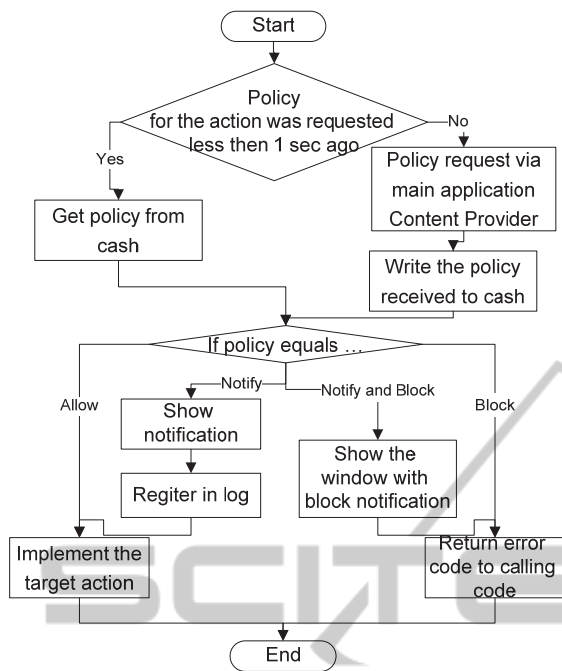 Start
Policy
for the action was requested
less then 1 sec ago
Yes
No
Get policy from
cash
Policy request via
main application
Content Provider
Write the policy
received to cash
If policy equals ...
Allow
Notify
Notify and Block
Block
Show
notification
Regiter in log
Show the
window with
block notification
Implement the
target action
Return error
code to calling
code
End
SCITE